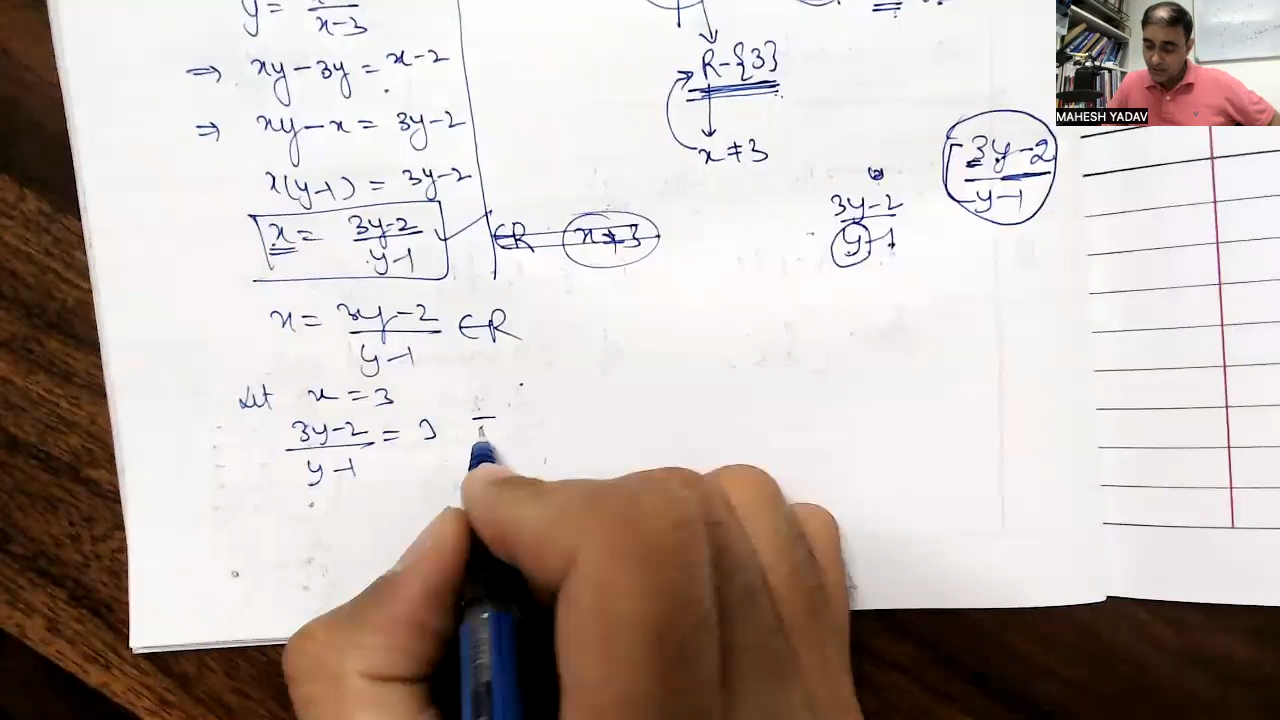 y =
x-3
⇒ xy-3y = x-2
⇒ xy-x = 3y-2
x(y-1) = 3y-2
x = 3y-2
y-1
∈R x≠3
x = 3y-2 ∈R
y-1
Let x = 3
3y-2 = 3
y-1
R-{3}
x≠3
3y-2
y-1
3y-2
y-1
MAHESH YADAV